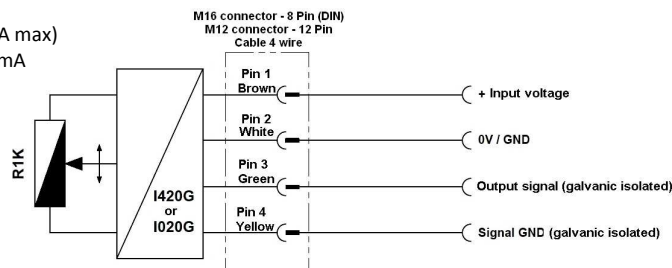 M16 connector - 8 Pin (DIN)
M12 connector - 12 Pin
Cable 4 wire
A max)
mA
Pin 1
Brown
+ Input voltage
Pin 2
White
0V / GND
Pin 3
Green
Output signal (galvanic isolated)
Pin 4
Yellow
Signal GND (galvanic isolated)
R1K
I420G
or
I020G